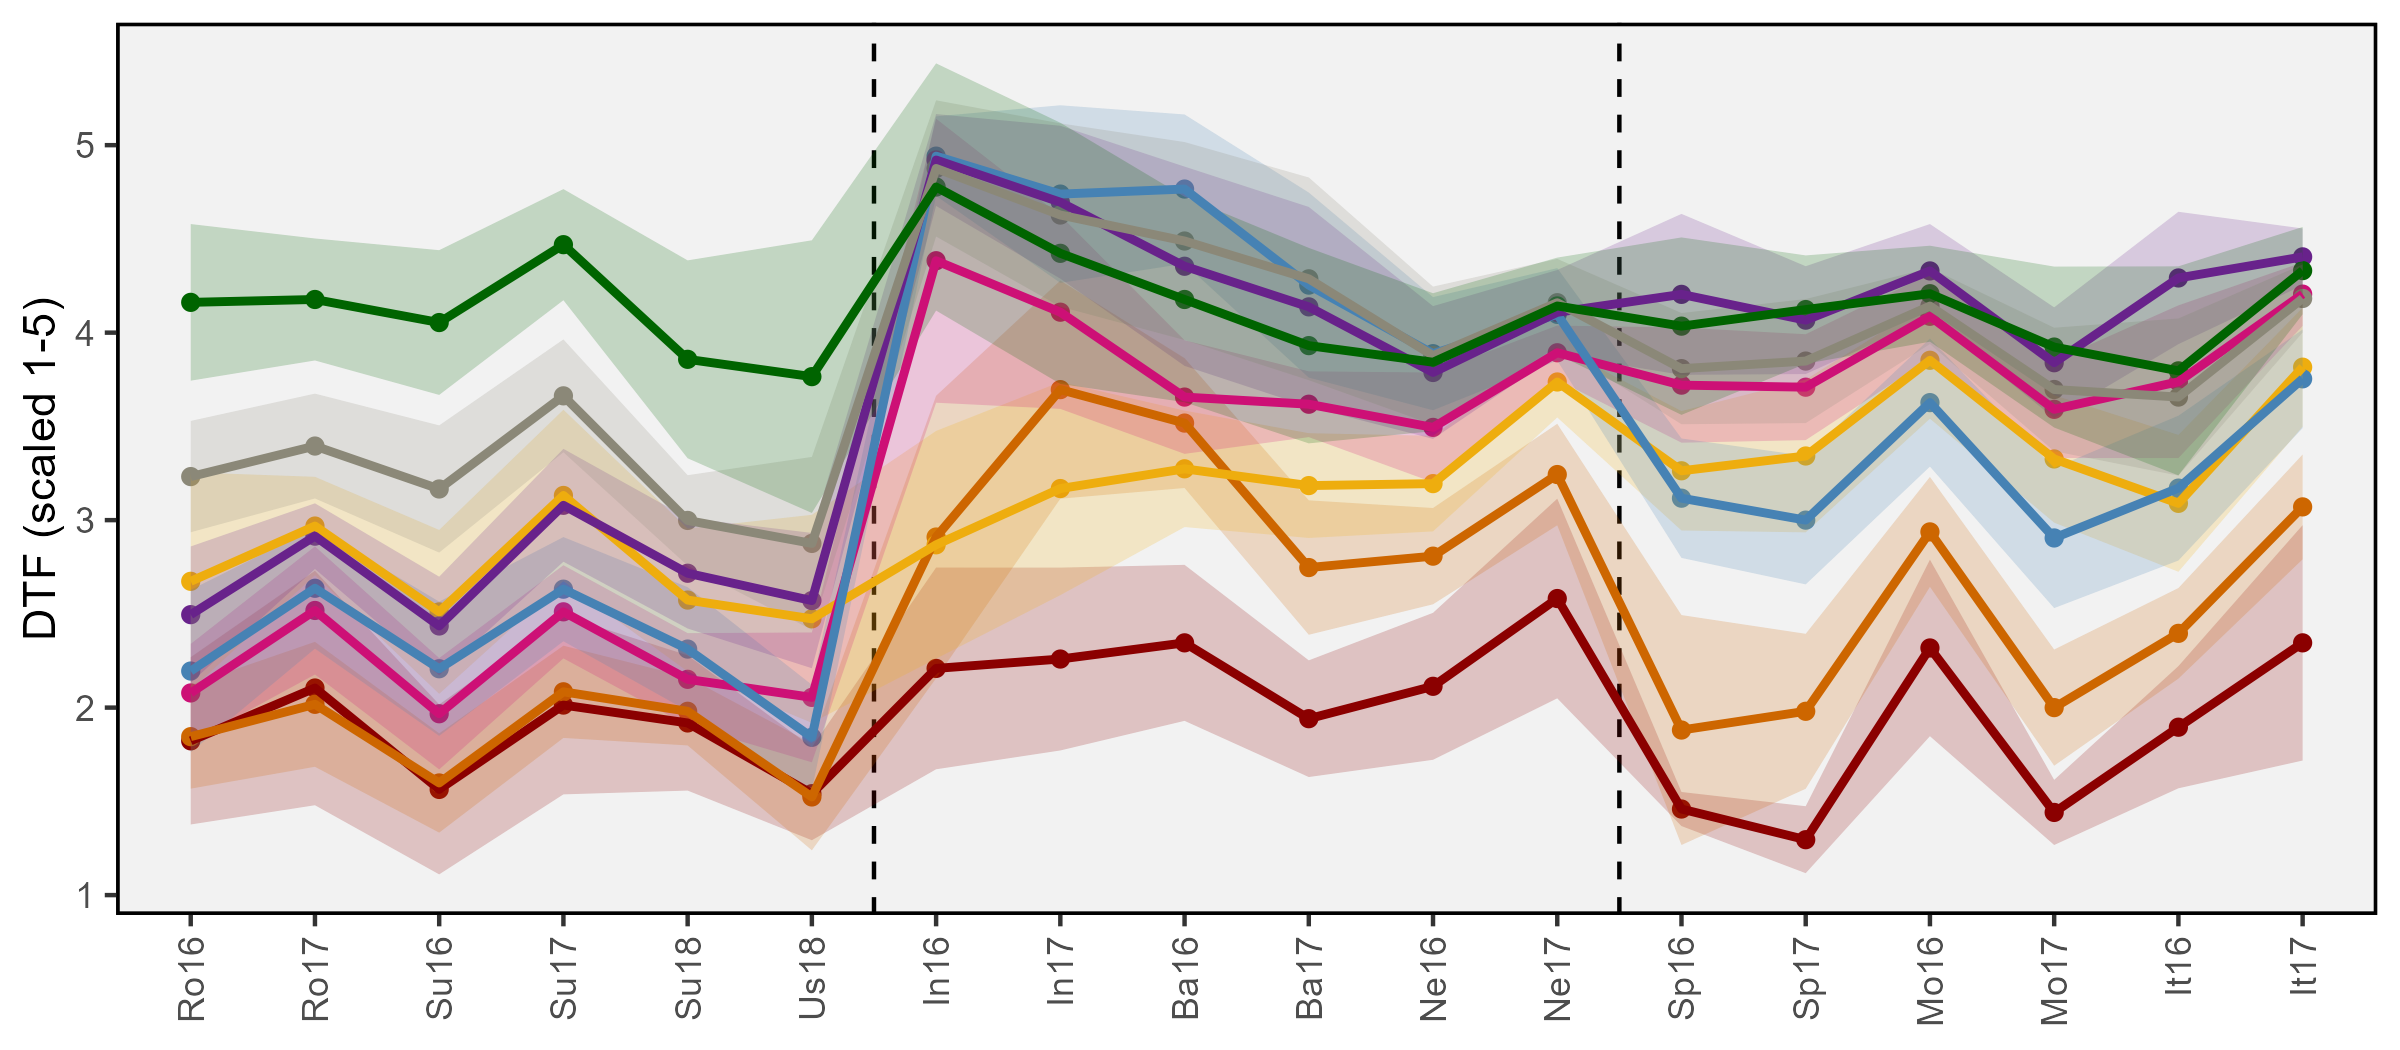 DTF (scaled 1-5)
5
4
3
2
1
Ro16
Ro17
Su16
Su17
Su18
Us18
In16
In17
Ba16
Ba17
Ne16
Ne17
Sp16
Sp17
Mo16
Mo17
It16
It17